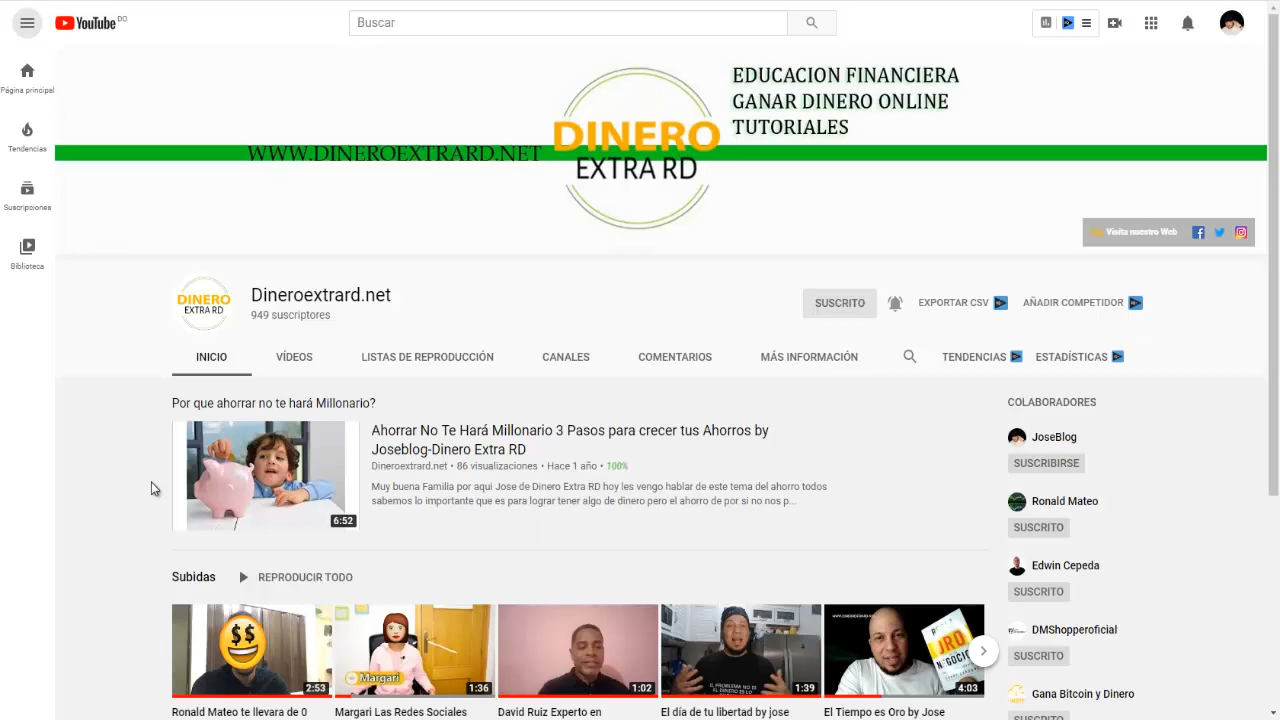 YouTube DO
Buscar
Página principal
Tendencias
Suscripciones
Biblioteca
EDUCACION FINANCIERA
GANAR DINERO ONLINE
TUTORIALES
WWW.DINEROEXTRARD.NET
DINERO
EXTRA RD
Visita nuestro Web
DINERO
EXTRA RD
Dineroextrard.net
949 suscriptores
SUSCRITO
EXPORTAR CSV
AÑADIR COMPETIDOR
INICIO
VÍDEOS
LISTAS DE REPRODUCCIÓN
CANALES
COMENTARIOS
MÁS INFORMACIÓN
TENDENCIAS
ESTADÍSTICAS
Por que ahorrar no te hará Millonario?
6:52
Ahorrar No Te Hará Millonario 3 Pasos para crecer tus Ahorros by
Joseblog-Dinero Extra RD
Dineroextrard.net • 86 visualizaciones • Hace 1 año • 100%
Muy buena Familia por aqui Jose de Dinero Extra RD hoy les vengo hablar de este tema del ahorro todos
sabemos lo importante que es para lograr tener algo de dinero pero el ahorro de por si no nos p...
COLABORADORES
JoseBlog
SUSCRIBIRSE
Ronald Mateo
SUSCRITO
Edwin Cepeda
SUSCRITO
DMShopperoficial
SUSCRITO
Gana Bitcoin y Dinero
SUSCRITO
Subidas
REPRODUCIR TODO
2:53
Margari
1:36
1:02
1:39
4:03
Ronald Mateo te llevara de 0
Margari Las Redes Sociales
David Ruiz Experto en
El día de tu libertad by jose
El Tiempo es Oro by Jose